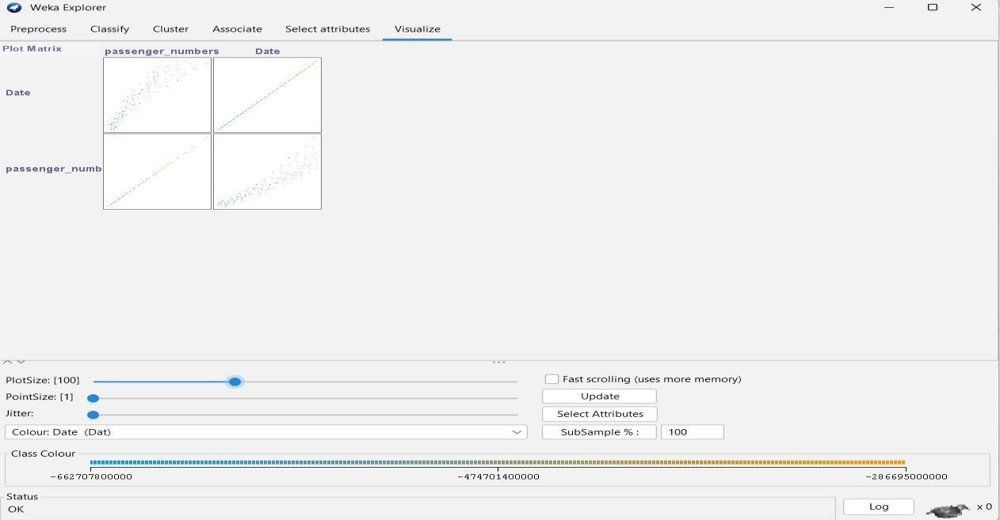 Weka Explorer
Preprocess Classify Cluster Associate Select attributes Visualize
Plot Matrix
passenger_numbers Date
Date
passenger_numb
PlotSize: [100]
Fast scrolling (uses more memory)
PointSize: [1]
Update
Jitter:
Select Attributes
Colour: Date (Dat)
SubSample % : 100
Class Colour
-662707800000 -474701400000 -286695000000
Status
OK
Log
x 0